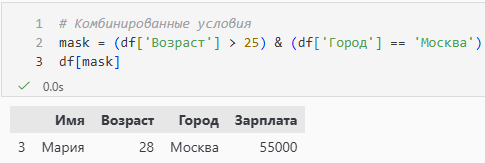 1 # Комбинированные условия
2 mask = (df['Возраст'] > 25) & (df['Город'] == 'Москва')
3 df[mask]
0.0s
Имя Возраст Город Зарплата
3 Мария 28 Москва 55000